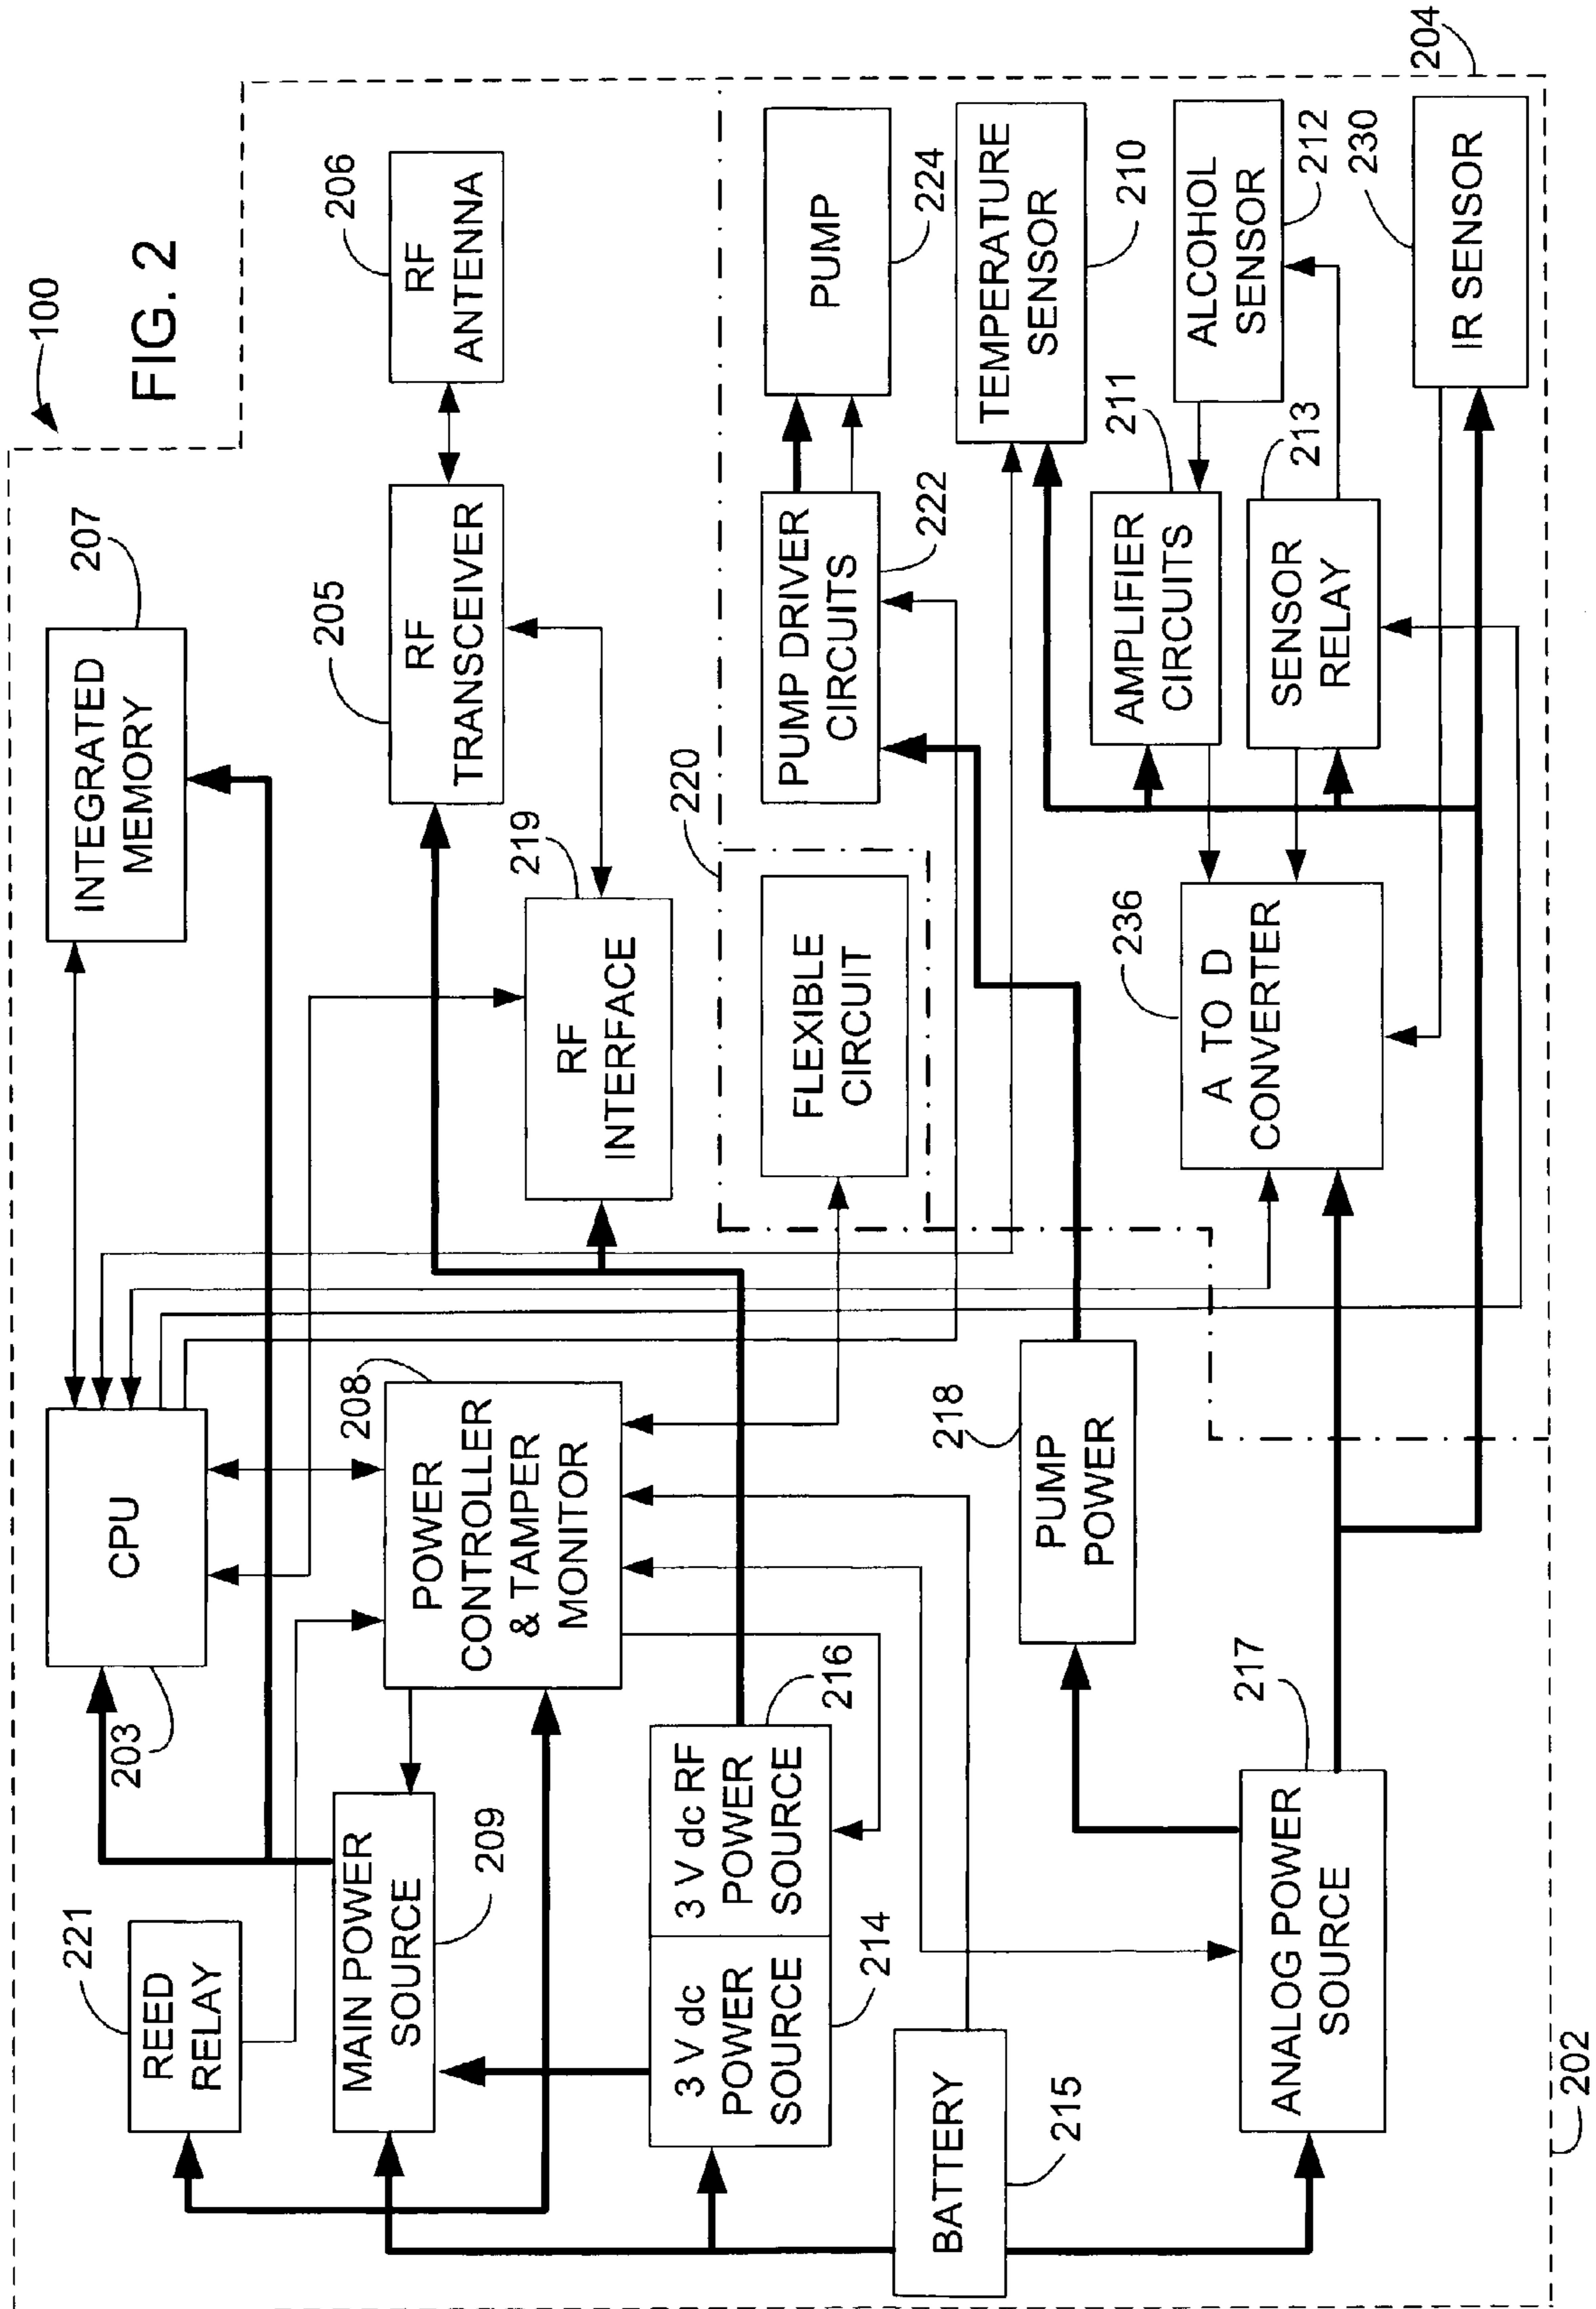 100
FIG. 2
207
INTEGRATED
MEMORY
206
RF
ANTENNA
205
RF
TRANSCEIVER
219
RF
INTERFACE
CPU
203
208
POWER
CONTROLLER
& TAMPER
MONITOR
221
REED
RELAY
MAIN POWER
SOURCE
209
3 V dc
POWER
SOURCE
214
3 V dc RF
POWER
SOURCE
216
BATTERY
215
ANALOG POWER
SOURCE
217
PUMP
POWER
218
220
FLEXIBLE
CIRCUIT
PUMP DRIVER
CIRCUITS
222
PUMP
224
TEMPERATURE
SENSOR
210
AMPLIFIER
CIRCUITS
211
ALCOHOL
SENSOR
212
SENSOR
RELAY
213
A TO D
CONVERTER
236
IR SENSOR
230
204
202